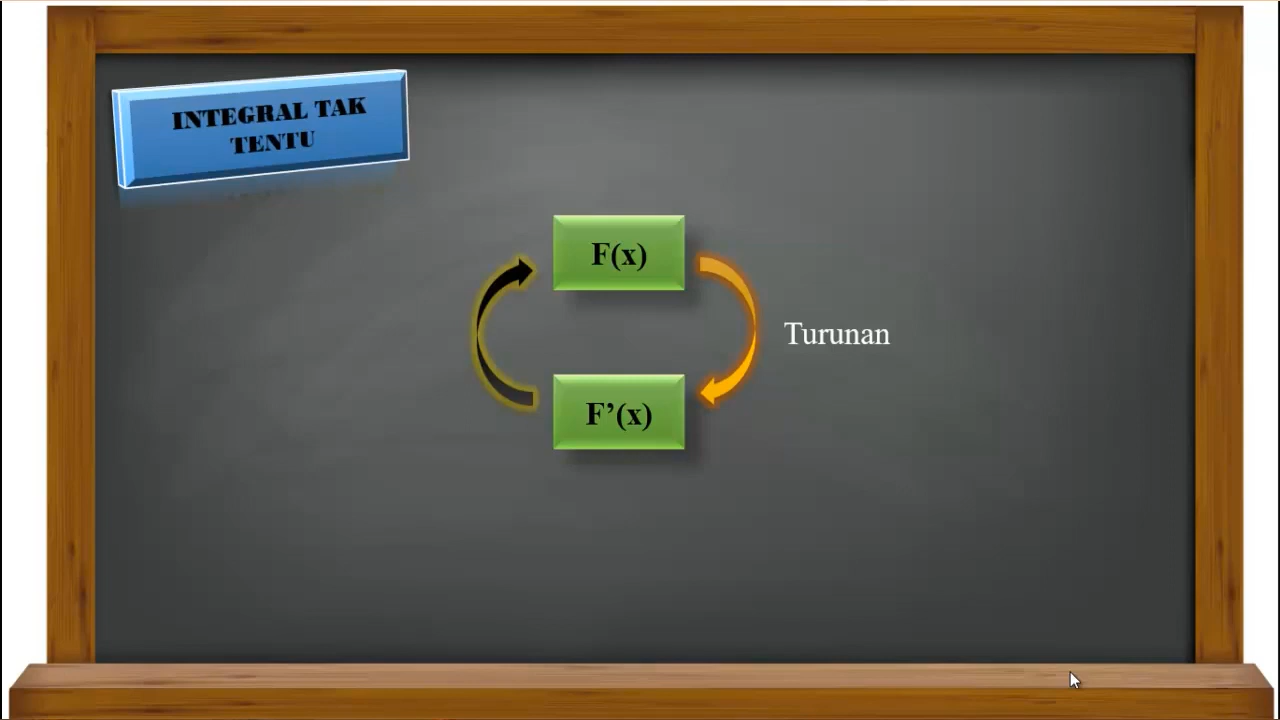 INTEGRAL TAK
TENTU
F(x)
Turunan
F’(x)